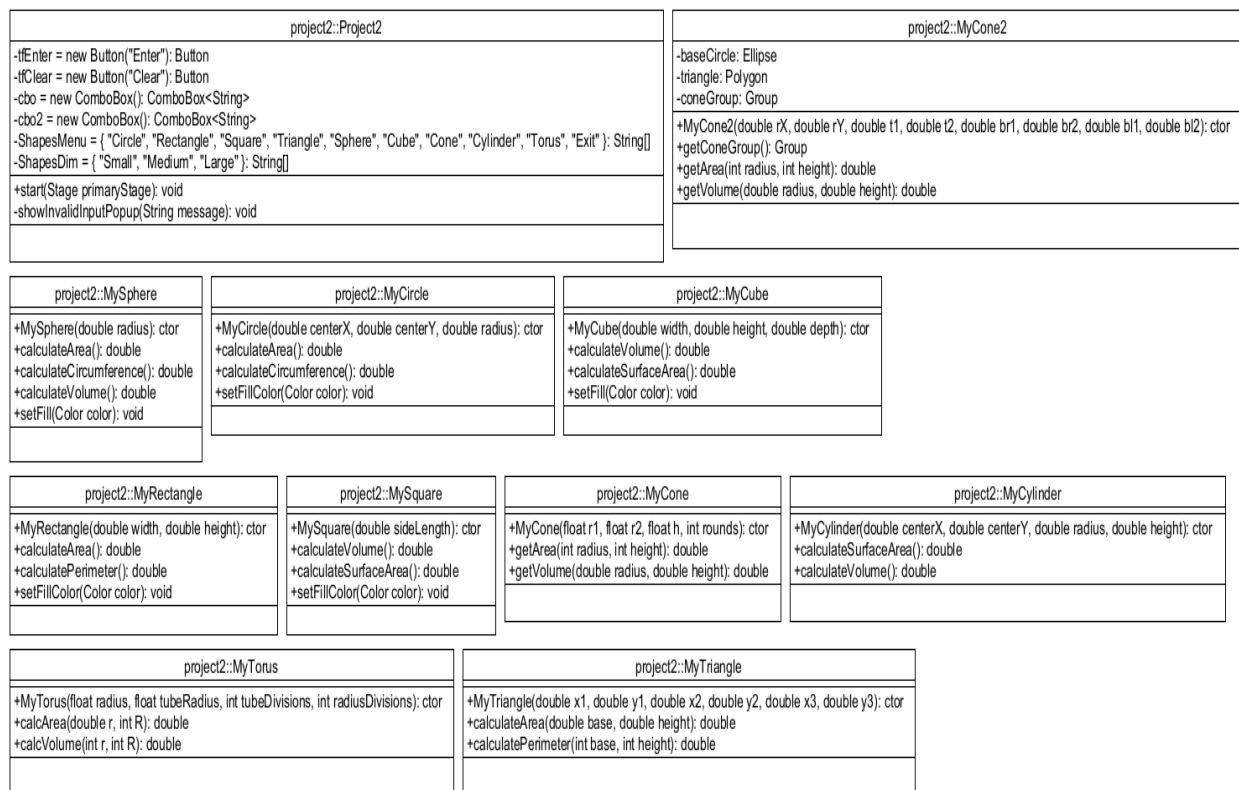 project2::Project2
-tfEnter = new Button("Enter"): Button
-tfClear = new Button("Clear"): Button
-cbo = new ComboBox(): ComboBox<String>
-cbo2 = new ComboBox(): ComboBox<String>
-ShapesMenu = { "Circle", "Rectangle", "Square", "Triangle", "Sphere", "Cube", "Cone", "Cylinder", "Torus", "Exit" }: String[]
-ShapesDim = { "Small", "Medium", "Large" }: String[]
+start(Stage primaryStage): void
-showInvalidInputPopup(String message): void
project2::MyCone2
-baseCircle: Ellipse
-triangle: Polygon
-coneGroup: Group
+MyCone2(double rX, double rY, double t1, double t2, double br1, double br2, double bl1, double bl2): ctor
+getConeGroup(): Group
+getArea(int radius, int height): double
+getVolume(double radius, double height): double
project2::MySphere
+MySphere(double radius): ctor
+calculateArea(): double
+calculateCircumference(): double
+calculateVolume(): double
+setFill(Color color): void
project2::MyCircle
+MyCircle(double centerX, double centerY, double radius): ctor
+calculateArea(): double
+calculateCircumference(): double
+setFillColor(Color color): void
project2::MyCube
+MyCube(double width, double height, double depth): ctor
+calculateVolume(): double
+calculateSurfaceArea(): double
+setFill(Color color): void
project2::MyRectangle
+MyRectangle(double width, double height): ctor
+calculateArea(): double
+calculatePerimeter(): double
+setFillColor(Color color): void
project2::MySquare
+MySquare(double sideLength): ctor
+calculateVolume(): double
+calculateSurfaceArea(): double
+setFillColor(Color color): void
project2::MyCone
+MyCone(float r1, float r2, float h, int rounds): ctor
+getArea(int radius, int height): double
+getVolume(double radius, double height): double
project2::MyCylinder
+MyCylinder(double centerX, double centerY, double radius, double height): ctor
+calculateSurfaceArea(): double
+calculateVolume(): double
project2::MyTorus
+MyTorus(float radius, float tubeRadius, int tubeDivisions, int radiusDivisions): ctor
+calcArea(double r, int R): double
+calcVolume(int r, int R): double
project2::MyTriangle
+MyTriangle(double x1, double y1, double x2, double y2, double x3, double y3): ctor
+calculateArea(double base, double height): double
+calculatePerimeter(int base, int height): double